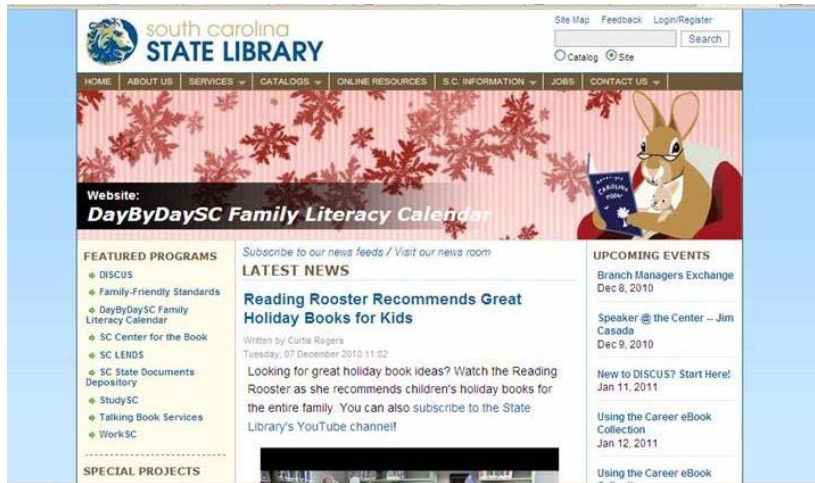 south carolina
STATE LIBRARY
Site Map Feedback Login/Register
Search
Catalog Site
HOME ABOUT US SERVICES CATALOGS ONLINE RESOURCES S.C. INFORMATION JOBS CONTACT US
CAROLINA
Website:
DayByDaySC Family Literacy Calendar
FEATURED PROGRAMS
DISCUS
Family-Friendly Standards
DayByDaySC Family
Literacy Calendar
SC Center for the Book
SC LENDS
SC State Documents
Depository
StudySC
Talking Book Services
WorkSC
SPECIAL PROJECTS
Subscribe to our news feeds / Visit our news room
LATEST NEWS
Reading Rooster Recommends Great
Holiday Books for Kids
Written by Curtis Rogers
Tuesday, 07 December 2010 11:02
Looking for great holiday book ideas? Watch the Reading
Rooster as she recommends children's holiday books for
the entire family. You can also subscribe to the State
Library's YouTube channel!
UPCOMING EVENTS
Branch Managers Exchange
Dec 8, 2010
Speaker @ the Center -- Jim
Casada
Dec 9, 2010
New to DISCUS? Start Here!
Jan 11, 2011
Using the Career eBook
Collection
Jan 12, 2011
Using the Career eBook